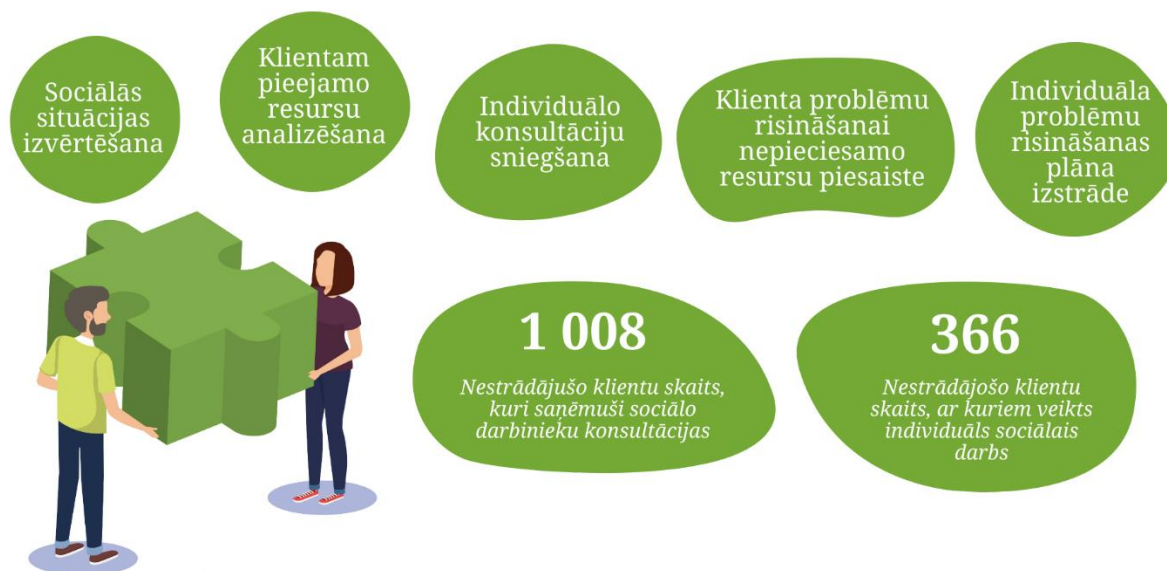 Sociālās
situācijas
izvērtēšana
Klientam
pieejamo
resursu
analizēšana
Individuālo
konsultāciju
sniegšana
Klienta problēmu
risināšanai
nepieciesamo
resursu piesaiste
Individuāla
problēmu
risināšanas
plāna
izstrāde
1 008
Nestrādājušo klientu skaits,
kuri saņēmuši sociālo
darbinieku konsultācijas
366
Nestrādājošo klientu
skaits, ar kuriem veikts
individuāls sociālais
darbs